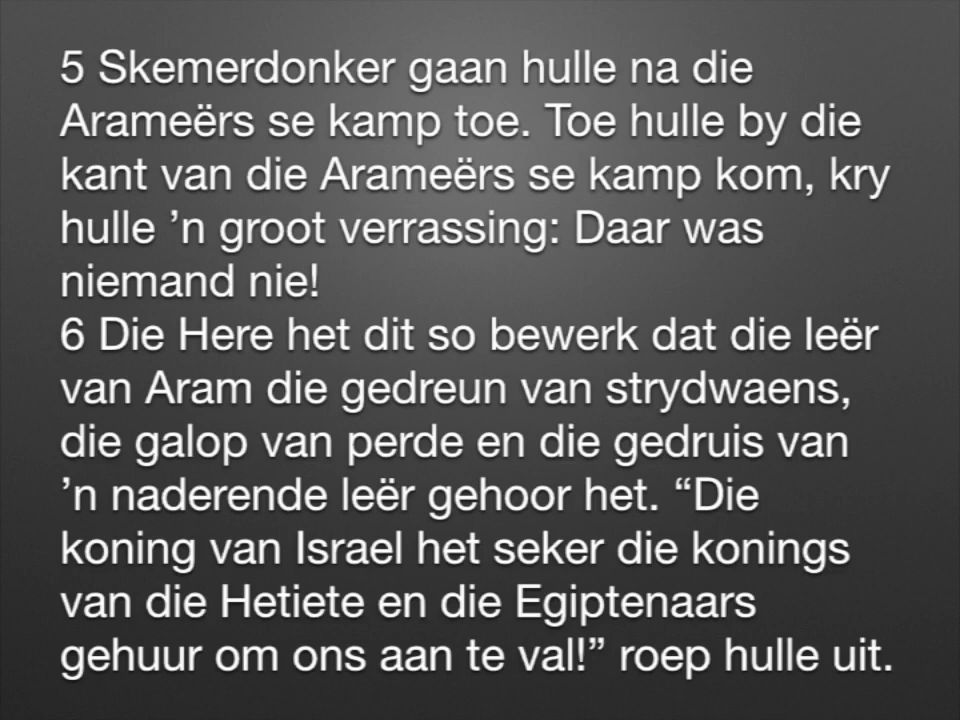 5 Skemerdonker gaan hulle na die
Arameërs se kamp toe. Toe hulle by die
kant van die Arameërs se kamp kom, kry
hulle ’n groot verrassing: Daar was
niemand nie!
6 Die Here het dit so bewerk dat die leër
van Aram die gedreun van strydwaens,
die galop van perde en die gedruis van
’n naderende leër gehoor het. “Die
koning van Israel het seker die konings
van die Hetiete en die Egiptenaars
gehuur om ons aan te val!” roep hulle uit.